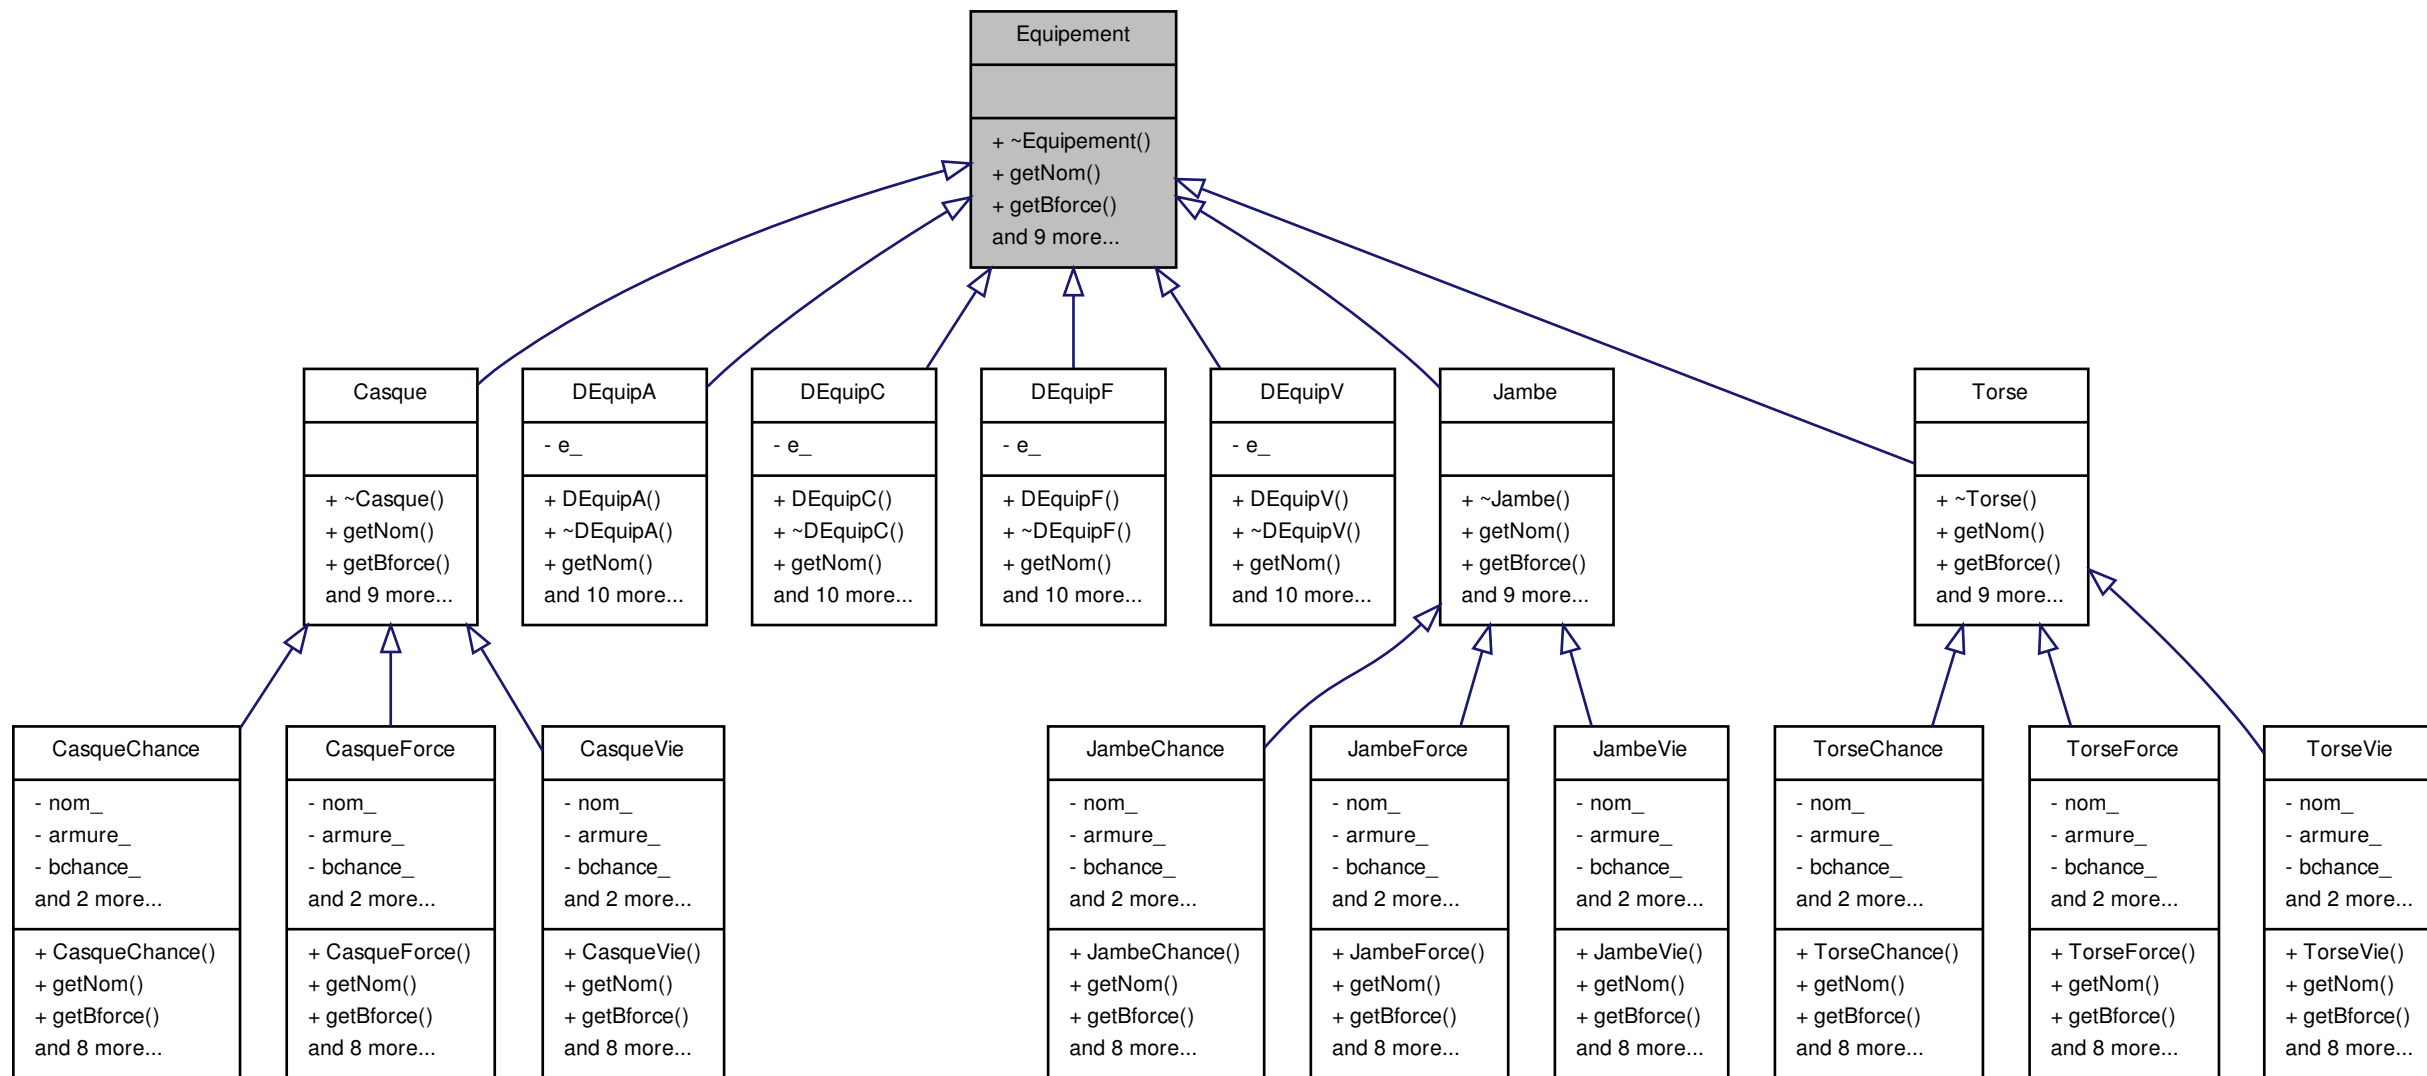 Equipement
+ ~Equipement()
+ getNom()
+ getBforce()
and 9 more...
Casque
+ ~Casque()
+ getNom()
+ getBforce()
and 9 more...
DEquipA
- e_
+ DEquipA()
+ ~DEquipA()
+ getNom()
and 10 more...
DEquipC
- e_
+ DEquipC()
+ ~DEquipC()
+ getNom()
and 10 more...
DEquipF
- e_
+ DEquipF()
+ ~DEquipF()
+ getNom()
and 10 more...
DEquipV
- e_
+ DEquipV()
+ ~DEquipV()
+ getNom()
and 10 more...
Jambe
+ ~Jambe()
+ getNom()
+ getBforce()
and 9 more...
Torse
+ ~Torse()
+ getNom()
+ getBforce()
and 9 more...
CasqueChance
- nom_
- armure_
- bchance_
and 2 more...
+ CasqueChance()
+ getNom()
+ getBforce()
and 8 more...
CasqueForce
- nom_
- armure_
- bchance_
and 2 more...
+ CasqueForce()
+ getNom()
+ getBforce()
and 8 more...
CasqueVie
- nom_
- armure_
- bchance_
and 2 more...
+ CasqueVie()
+ getNom()
+ getBforce()
and 8 more...
JambeChance
- nom_
- armure_
- bchance_
and 2 more...
+ JambeChance()
+ getNom()
+ getBforce()
and 8 more...
JambeForce
- nom_
- armure_
- bchance_
and 2 more...
+ JambeForce()
+ getNom()
+ getBforce()
and 8 more...
JambeVie
- nom_
- armure_
- bchance_
and 2 more...
+ JambeVie()
+ getNom()
+ getBforce()
and 8 more...
TorseChance
- nom_
- armure_
- bchance_
and 2 more...
+ TorseChance()
+ getNom()
+ getBforce()
and 8 more...
TorseForce
- nom_
- armure_
- bchance_
and 2 more...
+ TorseForce()
+ getNom()
+ getBforce()
and 8 more...
TorseVie
- nom_
- armure_
- bchance_
and 2 more...
+ TorseVie()
+ getNom()
+ getBforce()
and 8 more...